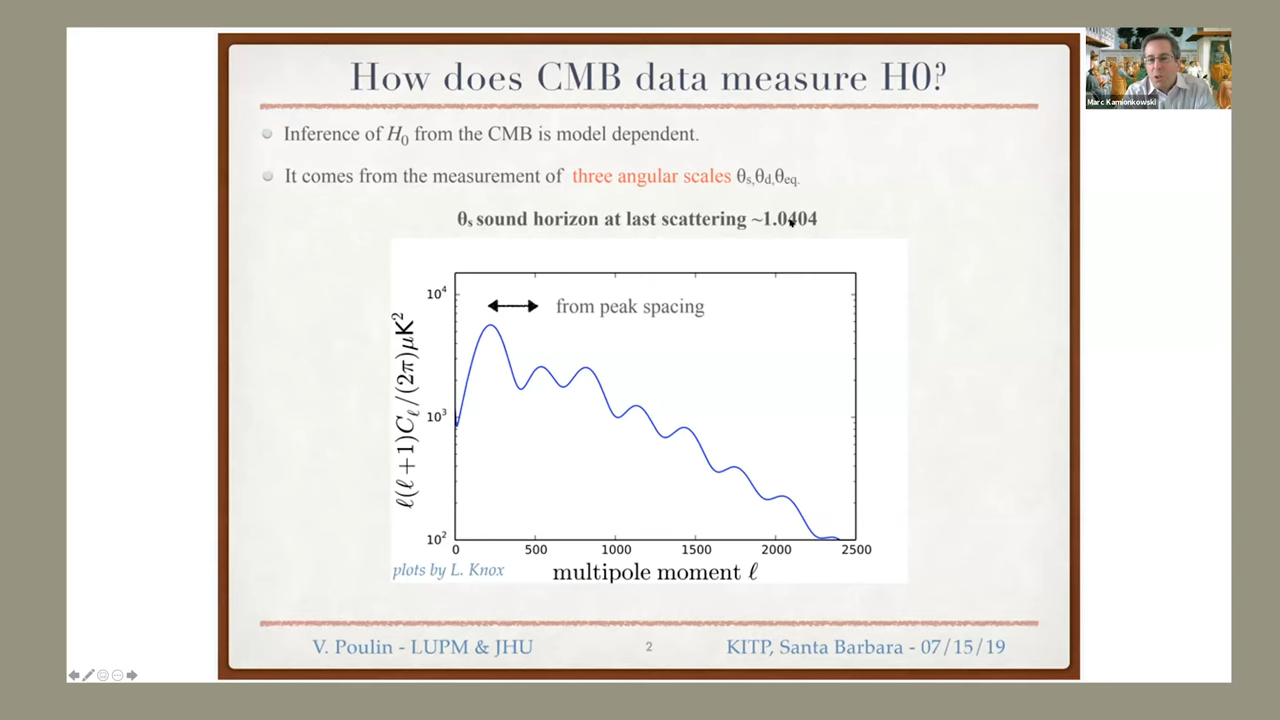 How does CMB data measure H0?
Marc Kamionkowski
Inference of H₀ from the CMB is model dependent.
It comes from the measurement of three angular scales θs,θd,θeq.
θs sound horizon at last scattering ~1.0404
10⁴
from peak spacing
ℓ(ℓ+1)Cℓ/(2π)μK²
10³
10²
0 500 1000 1500 2000 2500
plots by L. Knox
multipole moment ℓ
V. Poulin - LUPM & JHU 2 KITP, Santa Barbara - 07/15/19